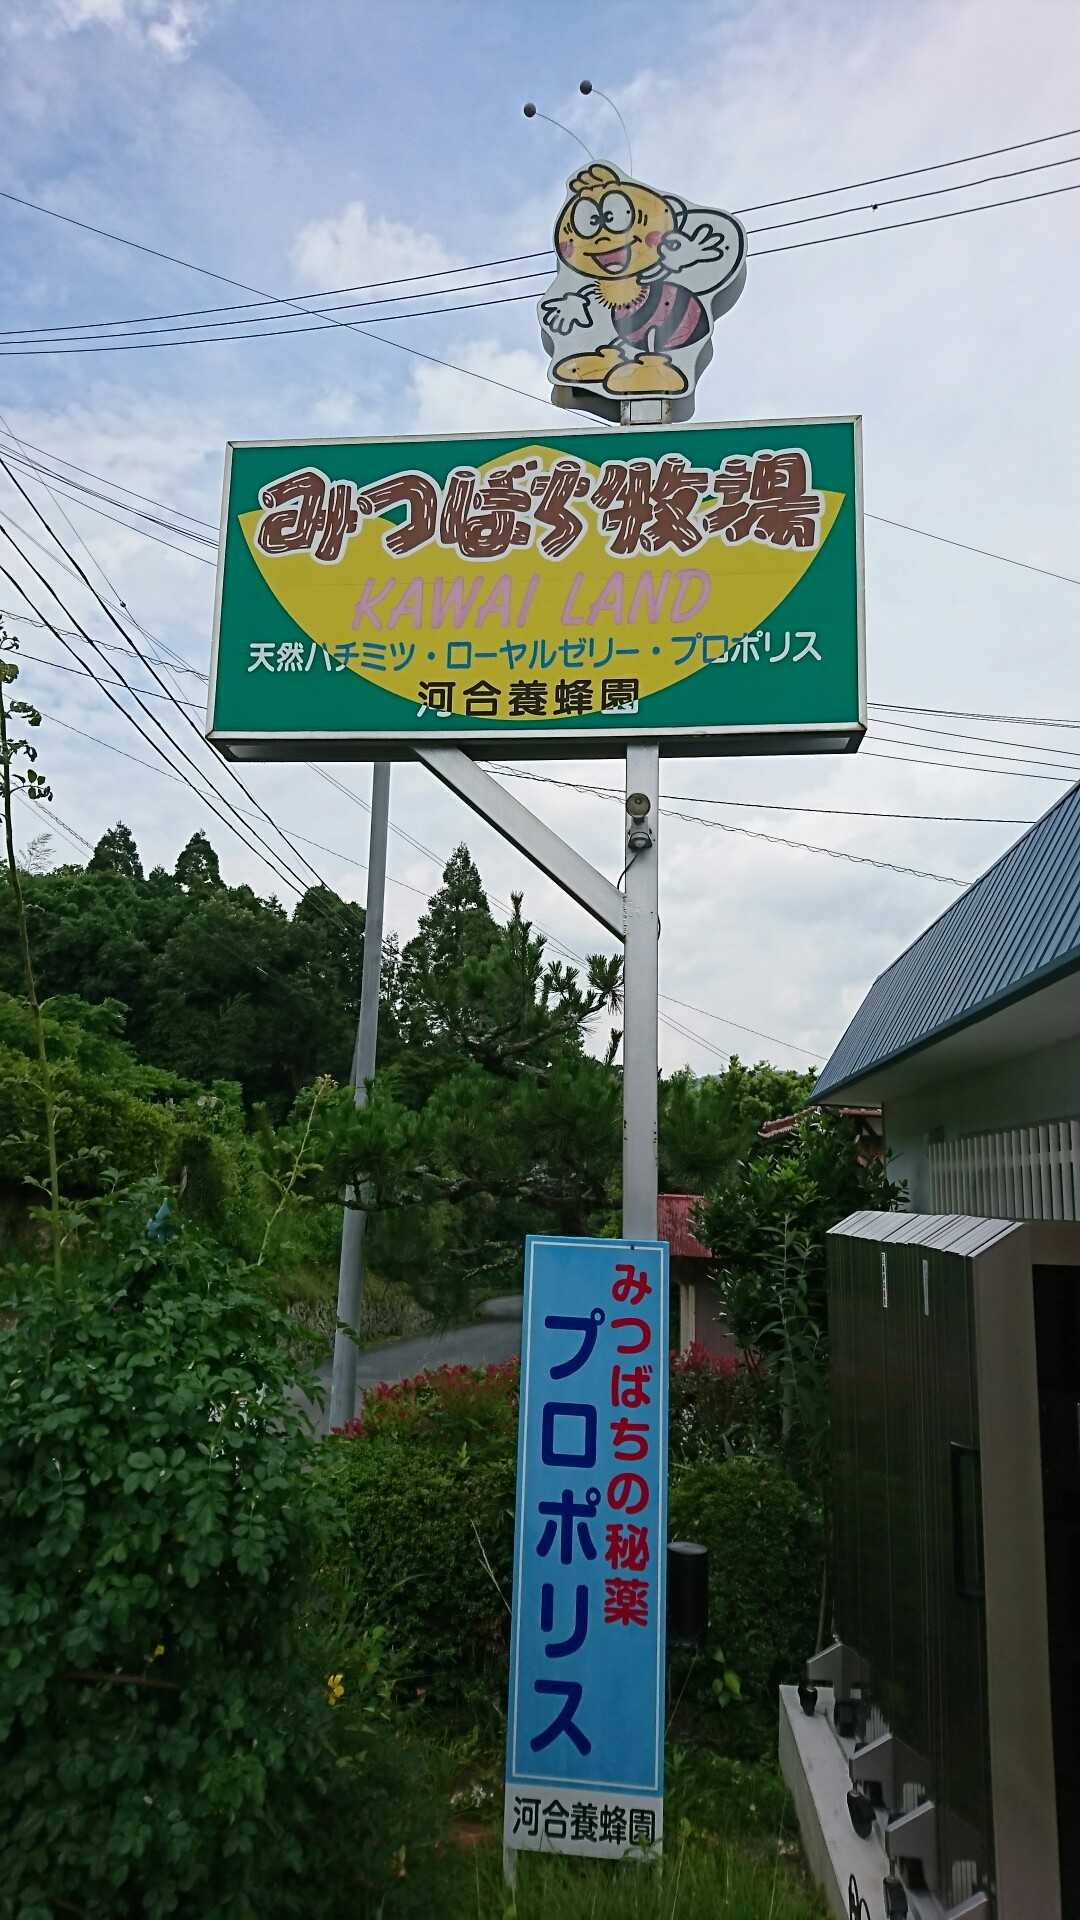 みつばち牧場
KAWAI LAND
天然ハチミツ・ローヤルゼリー・プロポリス
河合養蜂園
みつばちの秘薬
プロポリス
河合養蜂園